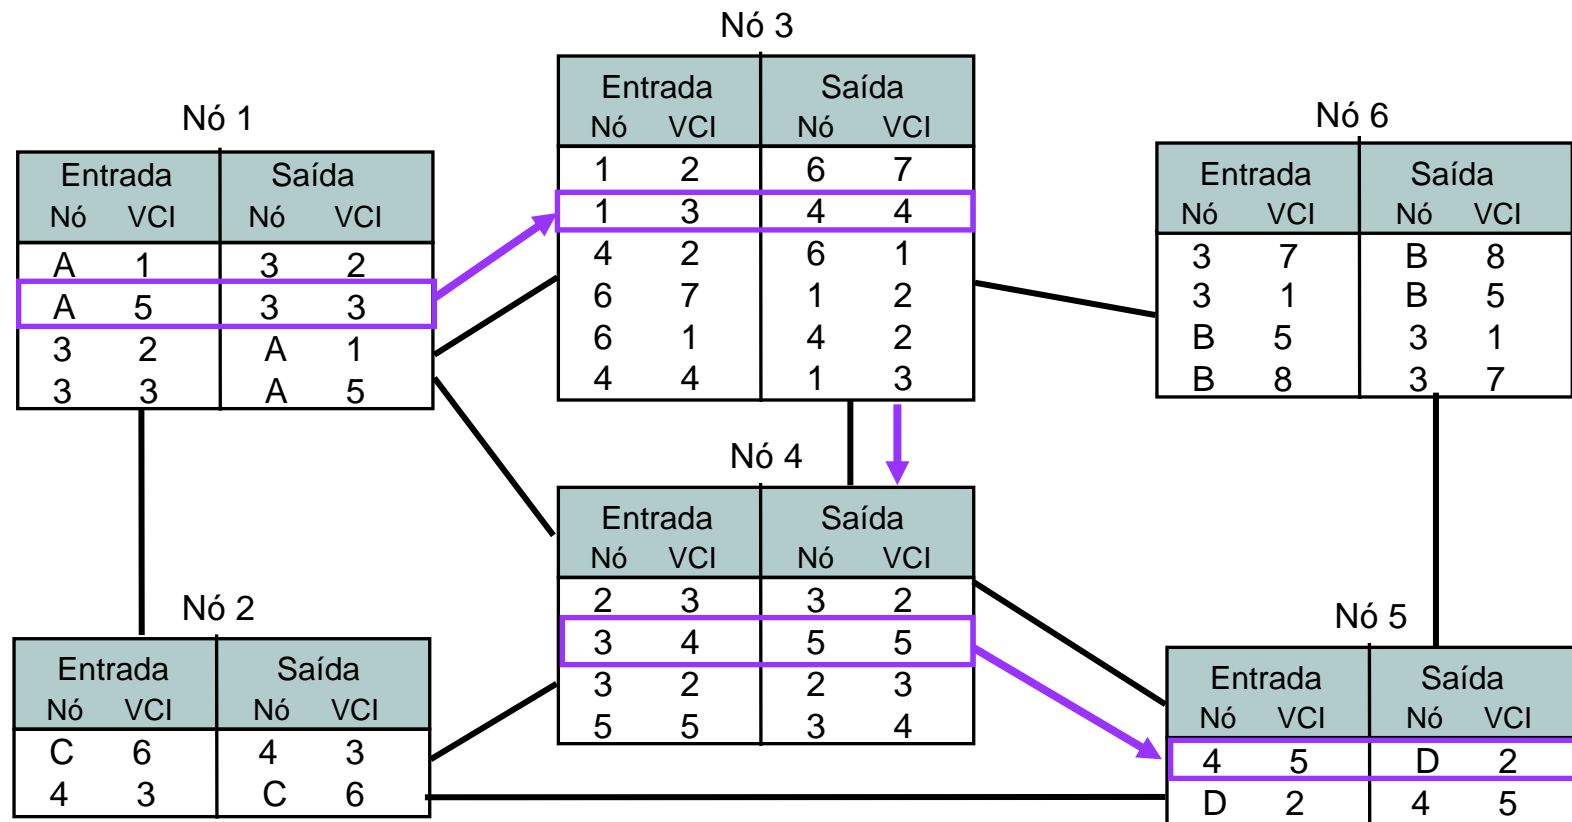 Nó 1
Entrada Saída
Nó VCI Nó VCI
A 1 3 2
A 5 3 3
3 2 A 1
3 3 A 5
Nó 3
Entrada Saída
Nó VCI Nó VCI
1 2 6 7
1 3 4 4
4 2 6 1
6 7 1 2
6 1 4 2
4 4 1 3
Nó 6
Entrada Saída
Nó VCI Nó VCI
3 7 B 8
3 1 B 5
B 5 3 1
B 8 3 7
Nó 2
Entrada Saída
Nó VCI Nó VCI
C 6 4 3
4 3 C 6
Nó 4
Entrada Saída
Nó VCI Nó VCI
2 3 3 2
3 4 5 5
3 2 2 3
5 5 3 4
Nó 5
Entrada Saída
Nó VCI Nó VCI
4 5 D 2
D 2 4 5